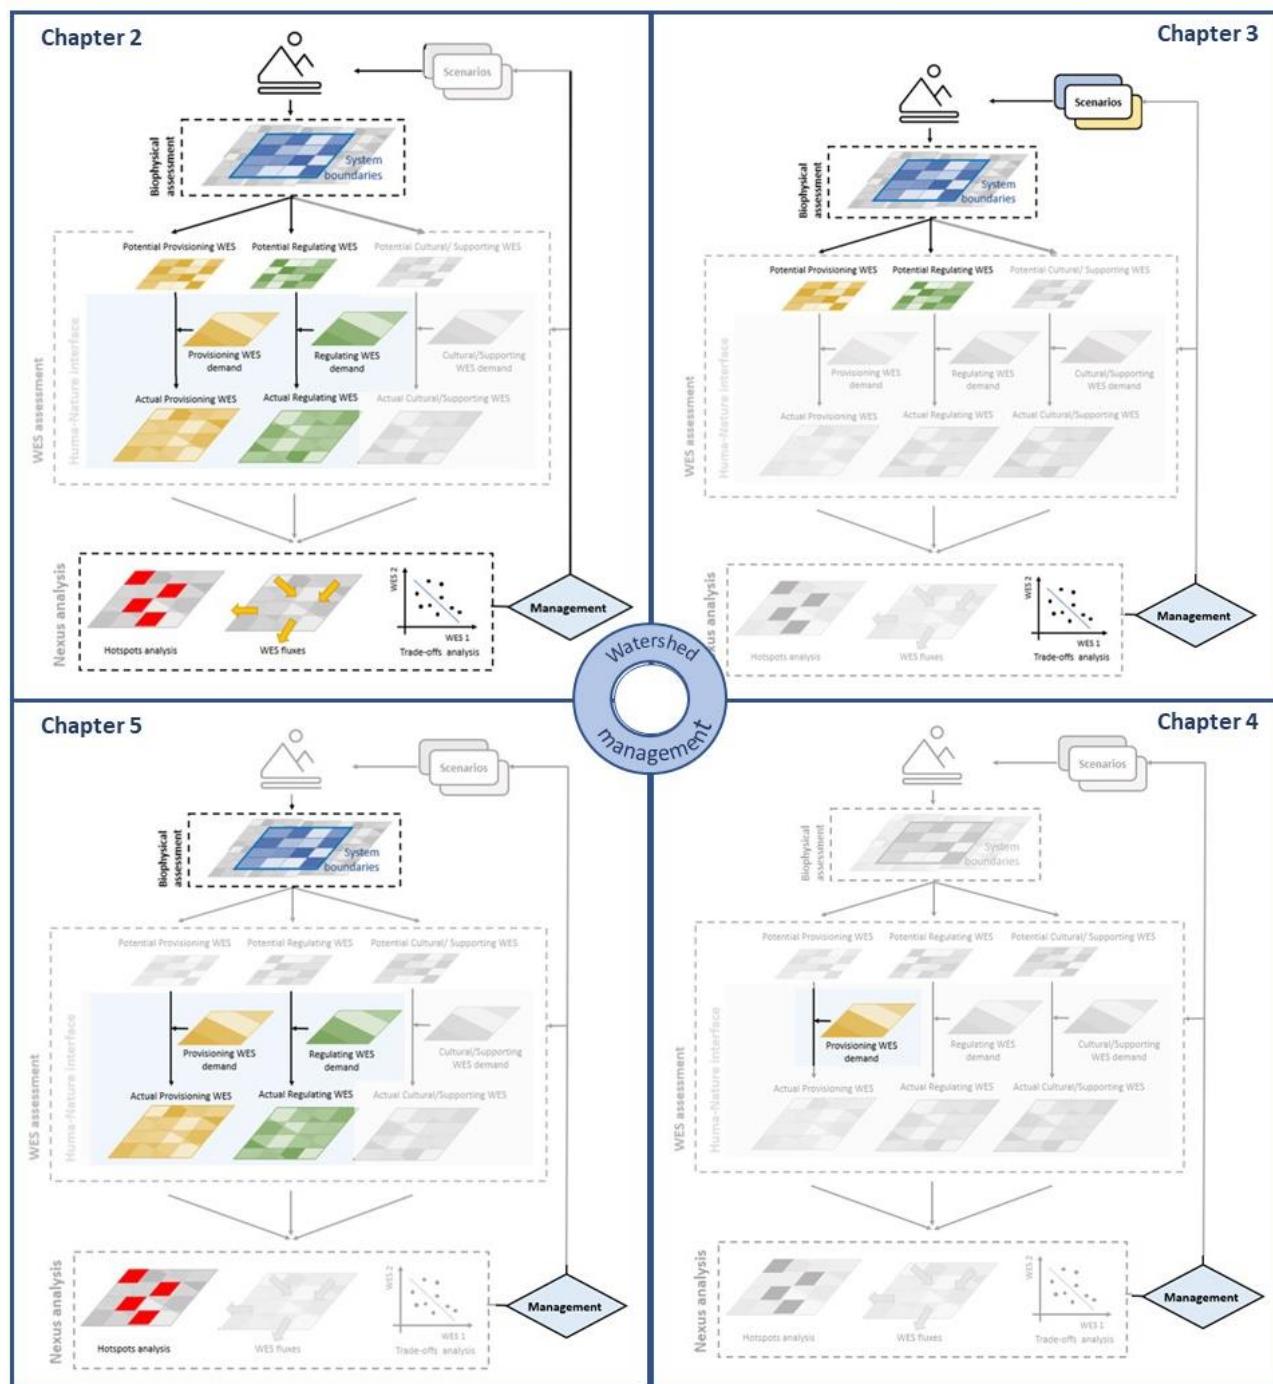 Chapter 2
Scenarios
Biophysical
assessment
System
boundaries
Potential Provisioning WES
Potential Regulating WES
Potential Cultural/ Supporting WES
WES assessment
Huma-Nature interface
Provisioning WES
demand
Regulating WES
demand
Cultural/Supporting
WES demand
Actual Provisioning WES
Actual Regulating WES
Actual Cultural/Supporting WES
Nexus analysis
Hotspots analysis
WES fluxes
WES 2
WES 1
Trade-offs analysis
Management
Chapter 3
Scenarios
Biophysical
assessment
System
boundaries
Potential Provisioning WES
Potential Regulating WES
Potential Cultural/ Supporting WES
WES assessment
Huma-Nature interface
Provisioning WES
demand
Regulating WES
demand
Cultural/Supporting
WES demand
Actual Provisioning WES
Actual Regulating WES
Actual Cultural/Supporting WES
exus analysis
Hotspots analysis
WES fluxes
WES 2
WES 1
Trade-offs analysis
Management
Watershed
management
Chapter 5
Scenarios
Biophysical
assessment
System
boundaries
Potential Provisioning WES
Potential Regulating WES
Potential Cultural/ Supporting WES
WES assessment
Huma-Nature interface
Provisioning WES
demand
Regulating WES
demand
Cultural/Supporting
WES demand
Actual Provisioning WES
Actual Regulating WES
Actual Cultural/Supporting WES
Nexus analysis
Hotspots analysis
WES fluxes
WES 2
WES 1
Trade-offs analysis
Management
Chapter 4
Scenarios
Biophysical
assessment
System
boundaries
Potential Provisioning WES
Potential Regulating WES
Potential Cultural/ Supporting WES
WES assessment
Huma-Nature interface
Provisioning WES
demand
Regulating WES
demand
Cultural/Supporting
WES demand
Actual Provisioning WES
Actual Regulating WES
Actual Cultural/Supporting WES
Nexus analysis
Hotspots analysis
WES fluxes
WES 2
WES 1
Trade-offs analysis
Management